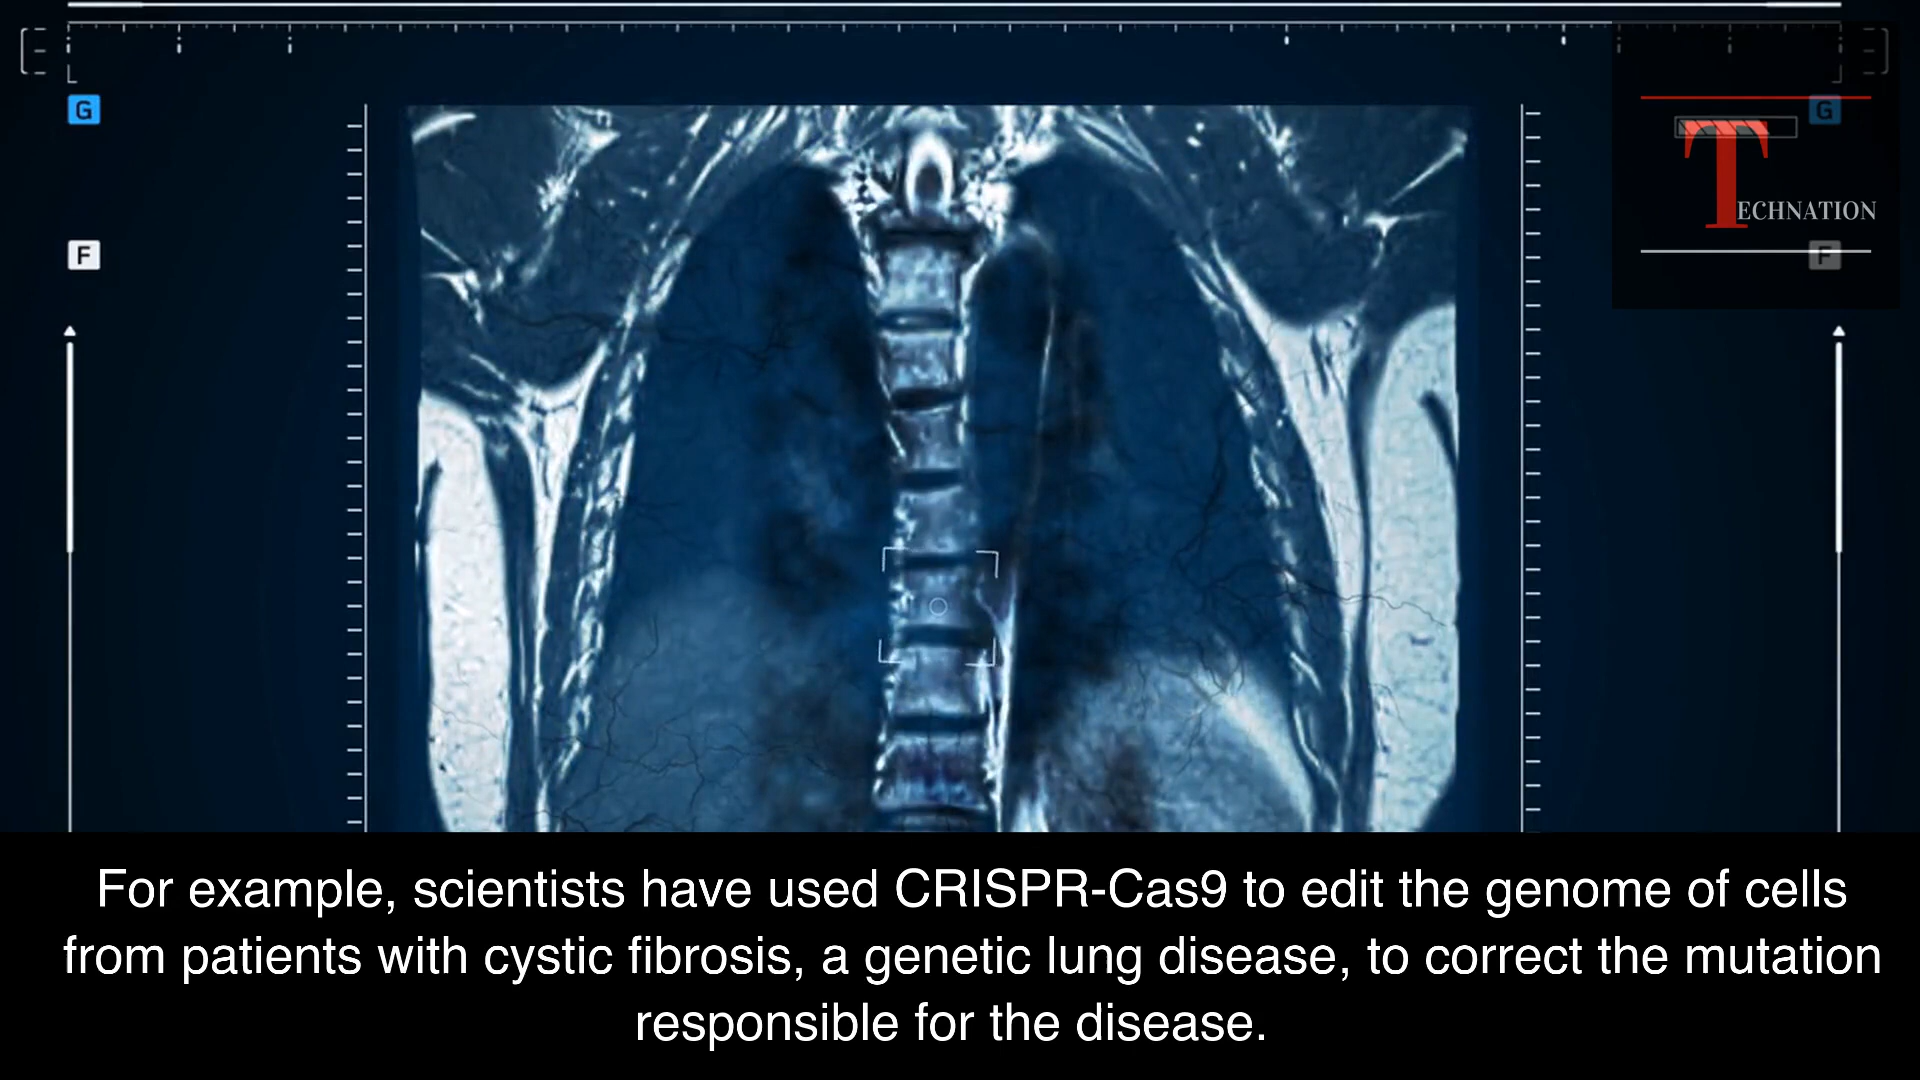 G
G
TECHNATION
F
F
For example, scientists have used CRISPR-Cas9 to edit the genome of cells
from patients with cystic fibrosis, a genetic lung disease, to correct the mutation
responsible for the disease.